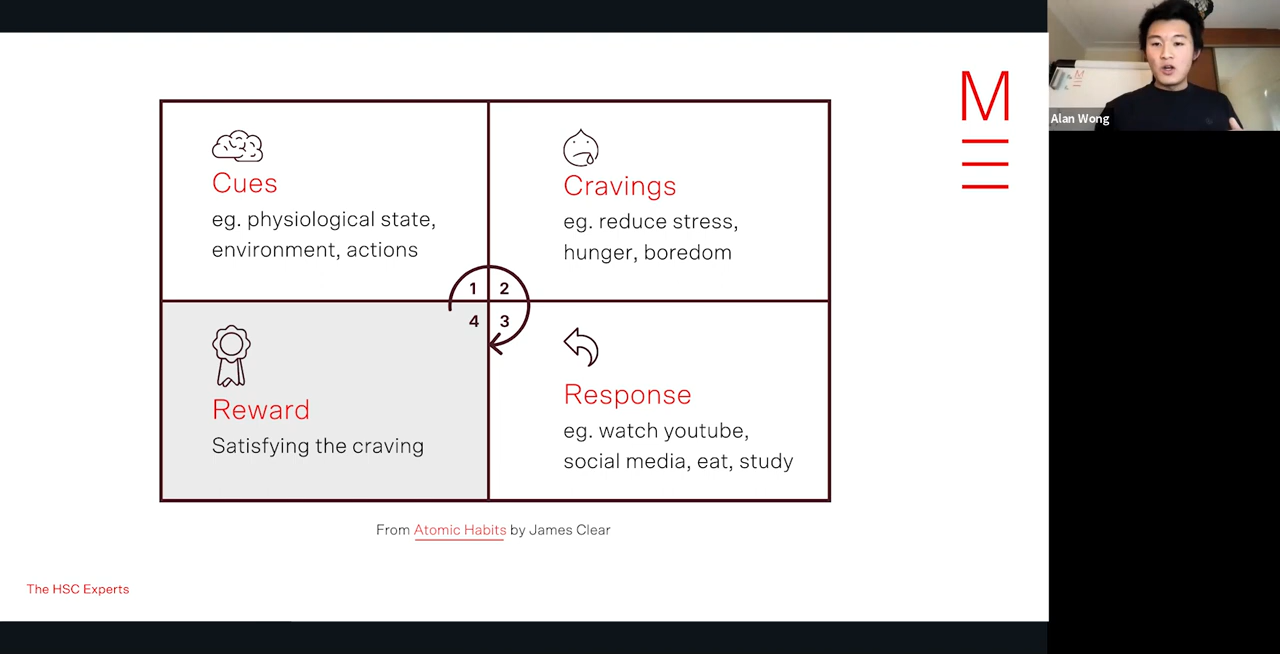 M
Alan Wong
Cues
eg. physiological state,
environment, actions
Cravings
eg. reduce stress,
hunger, boredom
1 2
4 3
Reward
Satisfying the craving
Response
eg. watch youtube,
social media, eat, study
From Atomic Habits by James Clear
The HSC Experts